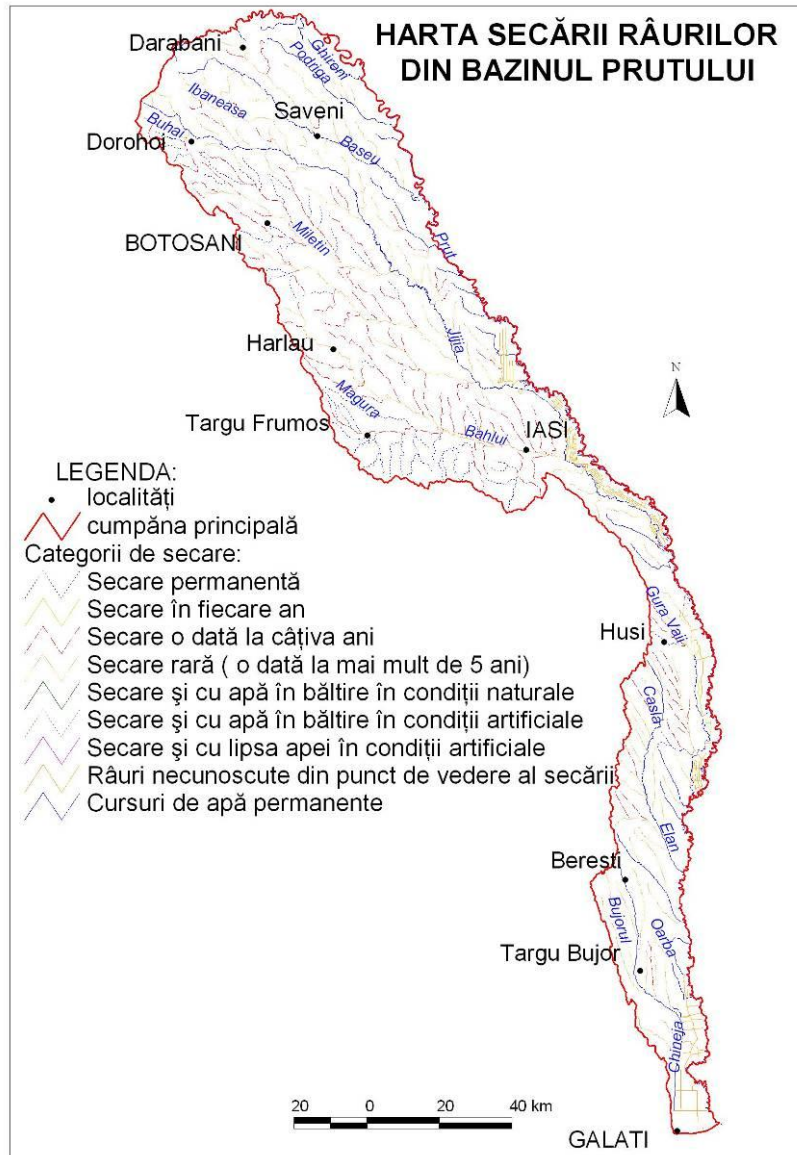 HARTA SECĂRII RÂURILOR
DIN BAZINUL PRUTULUI
Darabani
Ghireni
Podriga
Ibaneasa
Saveni
Buhai
Dorohoi
Baseu
BOTOSANI
Miletin
Prut
Jijia
Harlau
N
Magura
Targu Frumos
Bahlui
IASI
LEGENDA:
localități
cumpăna principală
Categorii de secare:
Secare permanentă
Secare în fiecare an
Secare o dată la câțiva ani
Secare rară ( o dată la mai mult de 5 ani)
Secare și cu apă în băltire în condiții naturale
Secare și cu apă în băltire în condiții artificiale
Secare și cu lipsa apei în condiții artificiale
Râuri necunoscute din punct de vedere al secării
Cursuri de apă permanente
Gura Vaii
Husi
Casla
Elan
Beresti
Bujorul
Oarba
Targu Bujor
Chineja
20 0 20 40 km
GALATI